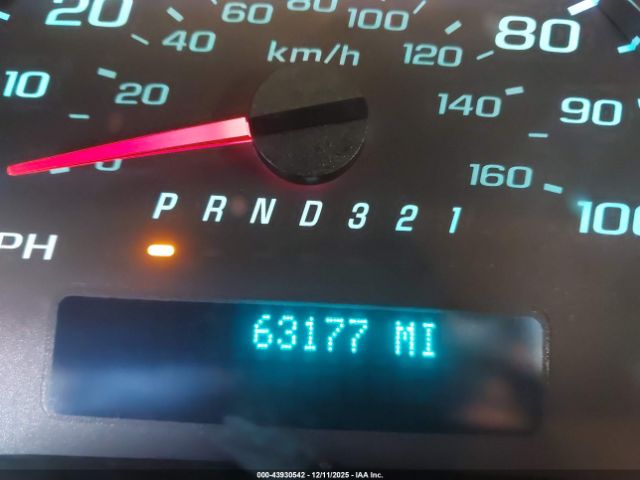 20 60 80 100 80
10 40 km/h 120
20 140 90
0 160
P R N D 3 2 1 100
PH
63177 MI
000-43930542 - 12/11/2025 - IAA Inc.